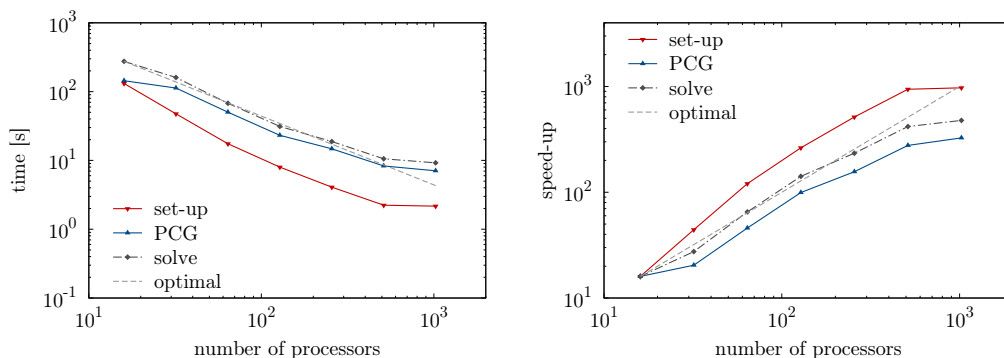 10^3
10^2
10^1
10^0
10^-1
time [s]
set-up
PCG
solve
optimal
10^1
10^2
10^3
number of processors
10^3
10^2
10^1
speed-up
set-up
PCG
solve
optimal
10^1
10^2
10^3
number of processors